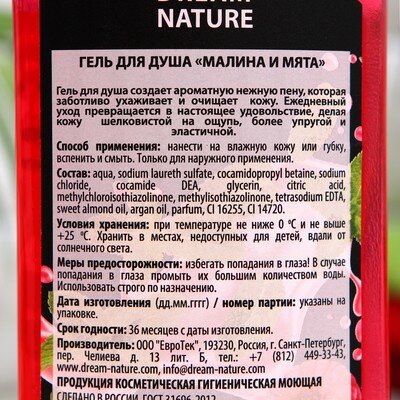 DREAM
NATURE
ГЕЛЬ ДЛЯ ДУША «МАЛИНА И МЯТА»
Гель для душа создает ароматную нежную пену, которая
заботливо ухаживает и очищает кожу. Ежедневный
уход превращается в настоящее удовольствие, делая
кожу шелковистой на ощупь, более упругой и
эластичной.
Способ применения: нанести на влажную кожу или губку,
вспенить и смыть. Только для наружного применения.
Состав: aqua, sodium laureth sulfate, cocamidopropyl betaine, sodium
chloride, cocamide DEA, glycerin, citric acid,
methylchloroisothiazolinone, methylisothiazolinone, tetrasodium EDTA,
sweet almond oil, argan oil, parfum, CI 16255, CI 14720.
Условия хранения: при температуре не ниже 0 °С и не выше
+25 °С. Хранить в местах, недоступных для детей, вдали от
солнечного света.
Меры предосторожности: избегать попадания в глаза! В случае
попадания в глаза промыть их большим количеством воды.
Использовать строго по назначению.
Дата изготовления (дд.мм.гггг) / номер партии: указаны на
упаковке.
Срок годности: 36 месяцев с даты изготовления.
Производитель: ООО "ЕвроТек", 193230, Россия, г. Санкт-Петербург,
пер. Челиева д. 13 лит. Б, тел.: +7 (812) 449-33-43,
www.dream-nature.com, info@dream-nature.com
ПРОДУКЦИЯ КОСМЕТИЧЕСКАЯ ГИГИЕНИЧЕСКАЯ МОЮЩАЯ
СДЕЛАНО В РОССИИ ГОСТ 31696-2012